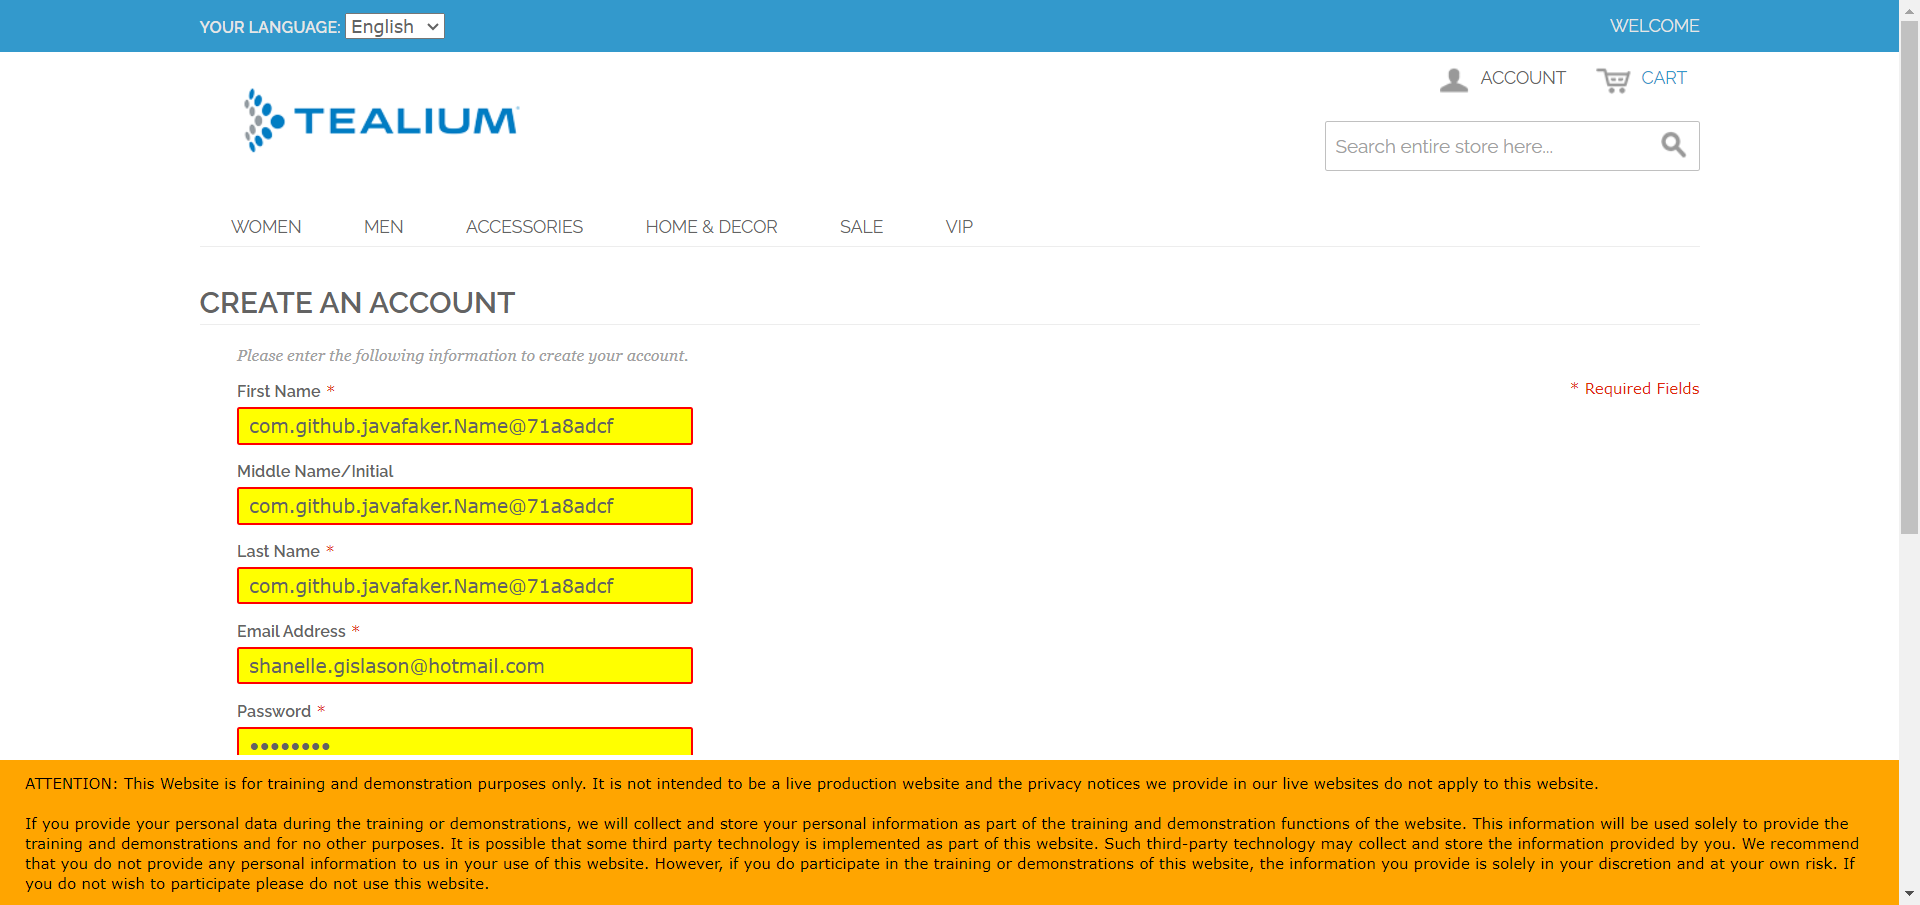 YOUR LANGUAGE: English
WELCOME
ACCOUNT CART
TEALIUM
Search entire store here...
WOMEN MEN ACCESSORIES HOME & DECOR SALE VIP
CREATE AN ACCOUNT
Please enter the following information to create your account.
First Name *
* Required Fields
com.github.javafaker.Name@71a8adcf
Middle Name/Initial
com.github.javafaker.Name@71a8adcf
Last Name *
com.github.javafaker.Name@71a8adcf
Email Address *
shanelle.gislason@hotmail.com
Password *
••••••••
ATTENTION: This Website is for training and demonstration purposes only. It is not intended to be a live production website and the privacy notices we provide in our live websites do not apply to this website.
If you provide your personal data during the training or demonstrations, we will collect and store your personal information as part of the training and demonstration functions of the website. This information will be used solely to provide the
training and demonstrations and for no other purposes. It is possible that some third party technology is implemented as part of this website. Such third-party technology may collect and store the information provided by you. We recommend
that you do not provide any personal information to us in your use of this website. However, if you do participate in the training or demonstrations of this website, the information you provide is solely in your discretion and at your own risk. If
you do not wish to participate please do not use this website.